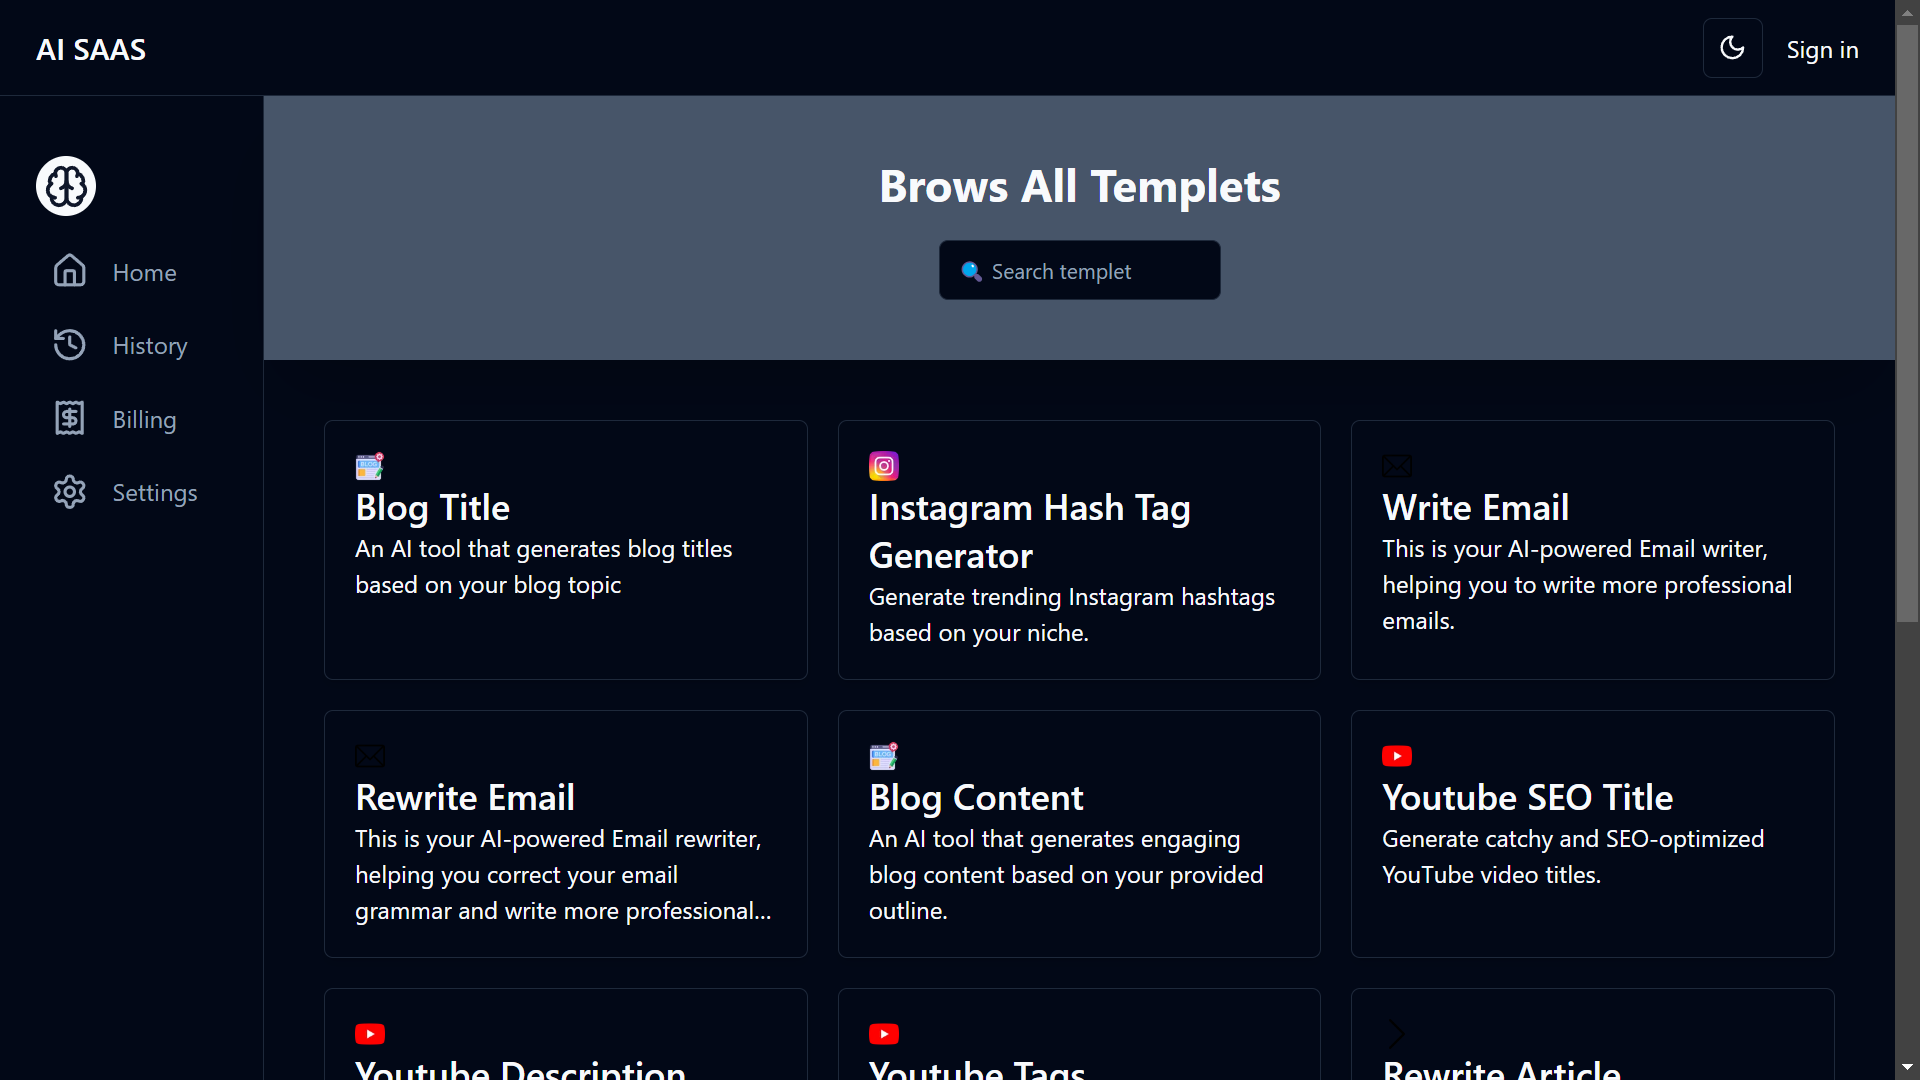 AI SAAS
Sign in
Home
History
Billing
Settings
Brows All Templets
🔍 Search templet
Blog Title
An AI tool that generates blog titles
based on your blog topic
Instagram Hash Tag
Generator
Generate trending Instagram hashtags
based on your niche.
Write Email
This is your AI-powered Email writer,
helping you to write more professional
emails.
Rewrite Email
This is your AI-powered Email rewriter,
helping you correct your email
grammar and write more professional...
Blog Content
An AI tool that generates engaging
blog content based on your provided
outline.
Youtube SEO Title
Generate catchy and SEO-optimized
YouTube video titles.
Youtube Description
Youtube Tags
Rewrite Article